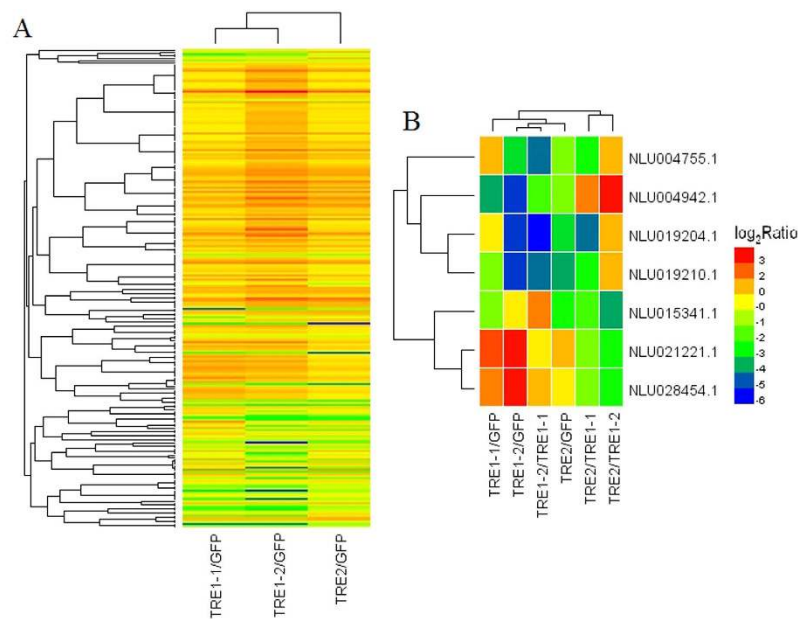 A
TRE1-1/GFP
TRE1-2/GFP
TRE2/GFP
B
NLU004755.1
NLU004942.1
NLU019204.1
NLU019210.1
NLU015341.1
NLU021221.1
NLU028454.1
TRE1-1/GFP
TRE1-2/GFP
TRE1-2/TRE1-1
TRE2/GFP
TRE2/TRE1-1
TRE2/TRE1-2
log2Ratio
3
2
1
-0
-1
-2
-3
-4
-5
-6